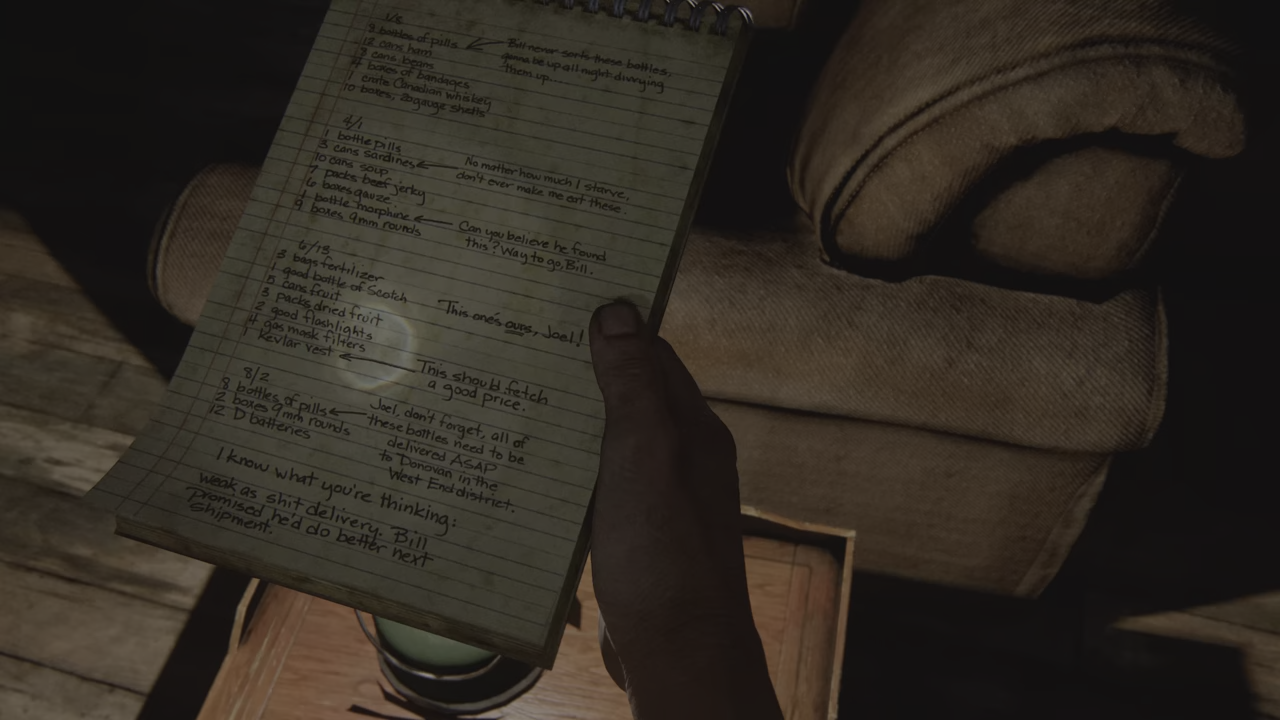 1/8
9 bottles of pills
12 cans ham
8 cans beans
4 boxes of bandages
1 crate Canadian whiskey
10 boxes, 20 gauge shells
Bill never sorts these bottles,
gonna be up all night divvying
them up...
4/1
1 bottle pills
3 cans sardines
10 cans soup
7 packs beef jerky
6 boxes gauze
1 bottle morphine
9 boxes 9mm rounds
No matter how much I starve,
don't ever make me eat these.
Can you believe he found
this? Way to go, Bill.
6/18
3 bags fertilizer
1 good bottle of Scotch
5 cans fruit
3 packs dried fruit
2 good flashlights
4 gas mask filters
1 Kevlar vest
This one's ours, Joel!
This should fetch
a good price.
8/2
8 bottles of pills
2 boxes 9mm rounds
12 D batteries
Joel, don't forget, all of
these bottles need to be
delivered ASAP
to Donovan in the
West End district.
I know what you're thinking:
weak as shit delivery. Bill
promised he'd do better next
shipment.